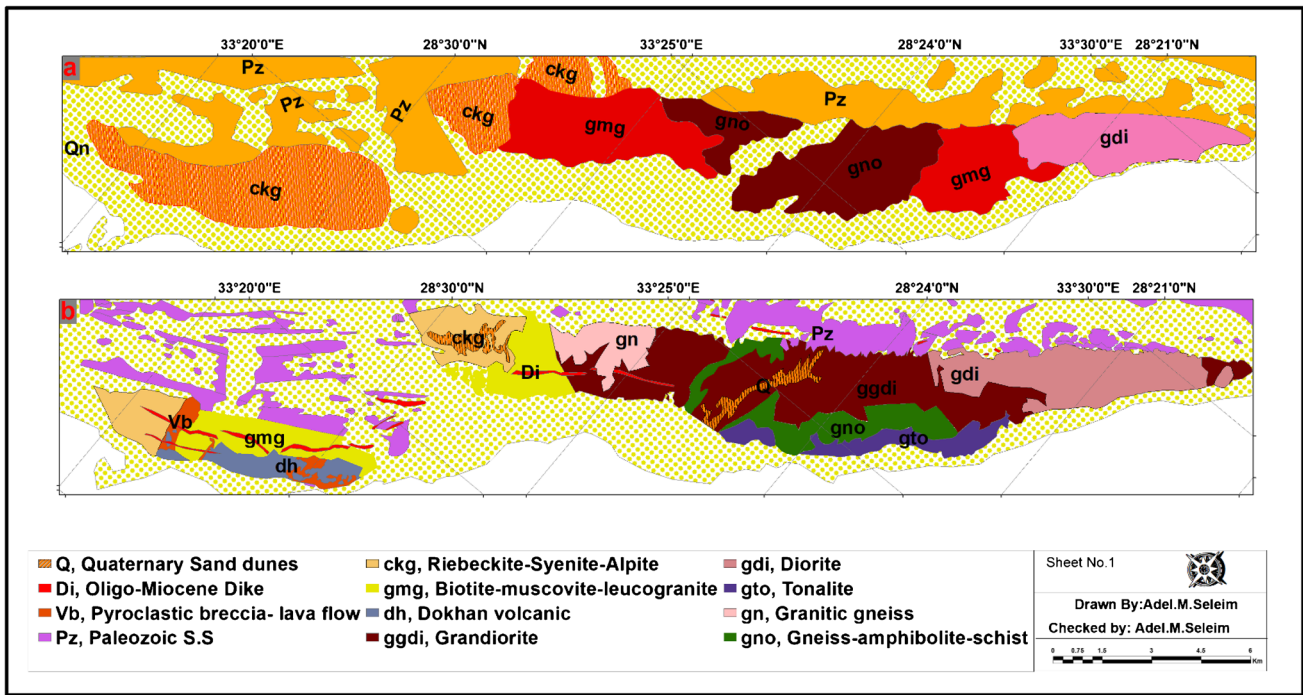 33°20'0"E 28°30'0"N 33°25'0"E 28°24'0"N 33°30'0"E 28°21'0"N
a
Pz
ckg
Pz
Pz
ckg
gmg
gno
Pz
Qn
ckg
gno
gmg
gdi
33°20'0"E 28°30'0"N 33°25'0"E 28°24'0"N 33°30'0"E 28°21'0"N
b
ckg
gn
Pz
Di
gdi
Q
ggdi
Vb
gmg
gno
gto
dh
Q, Quaternary Sand dunes
Di, Oligo-Miocene Dike
Vb, Pyroclastic breccia- lava flow
Pz, Paleozoic S.S
ckg, Riebeckite-Syenite-Alpite
gmg, Biotite-muscovite-leucogranite
dh, Dokhan volcanic
ggdi, Grandiorite
gdi, Diorite
gto, Tonalite
gn, Granitic gneiss
gno, Gneiss-amphibolite-schist
Sheet No.1
Drawn By:Adel.M.Seleim
Checked by: Adel.M.Seleim
0 0.75 1.5 3 4.5 6
Km